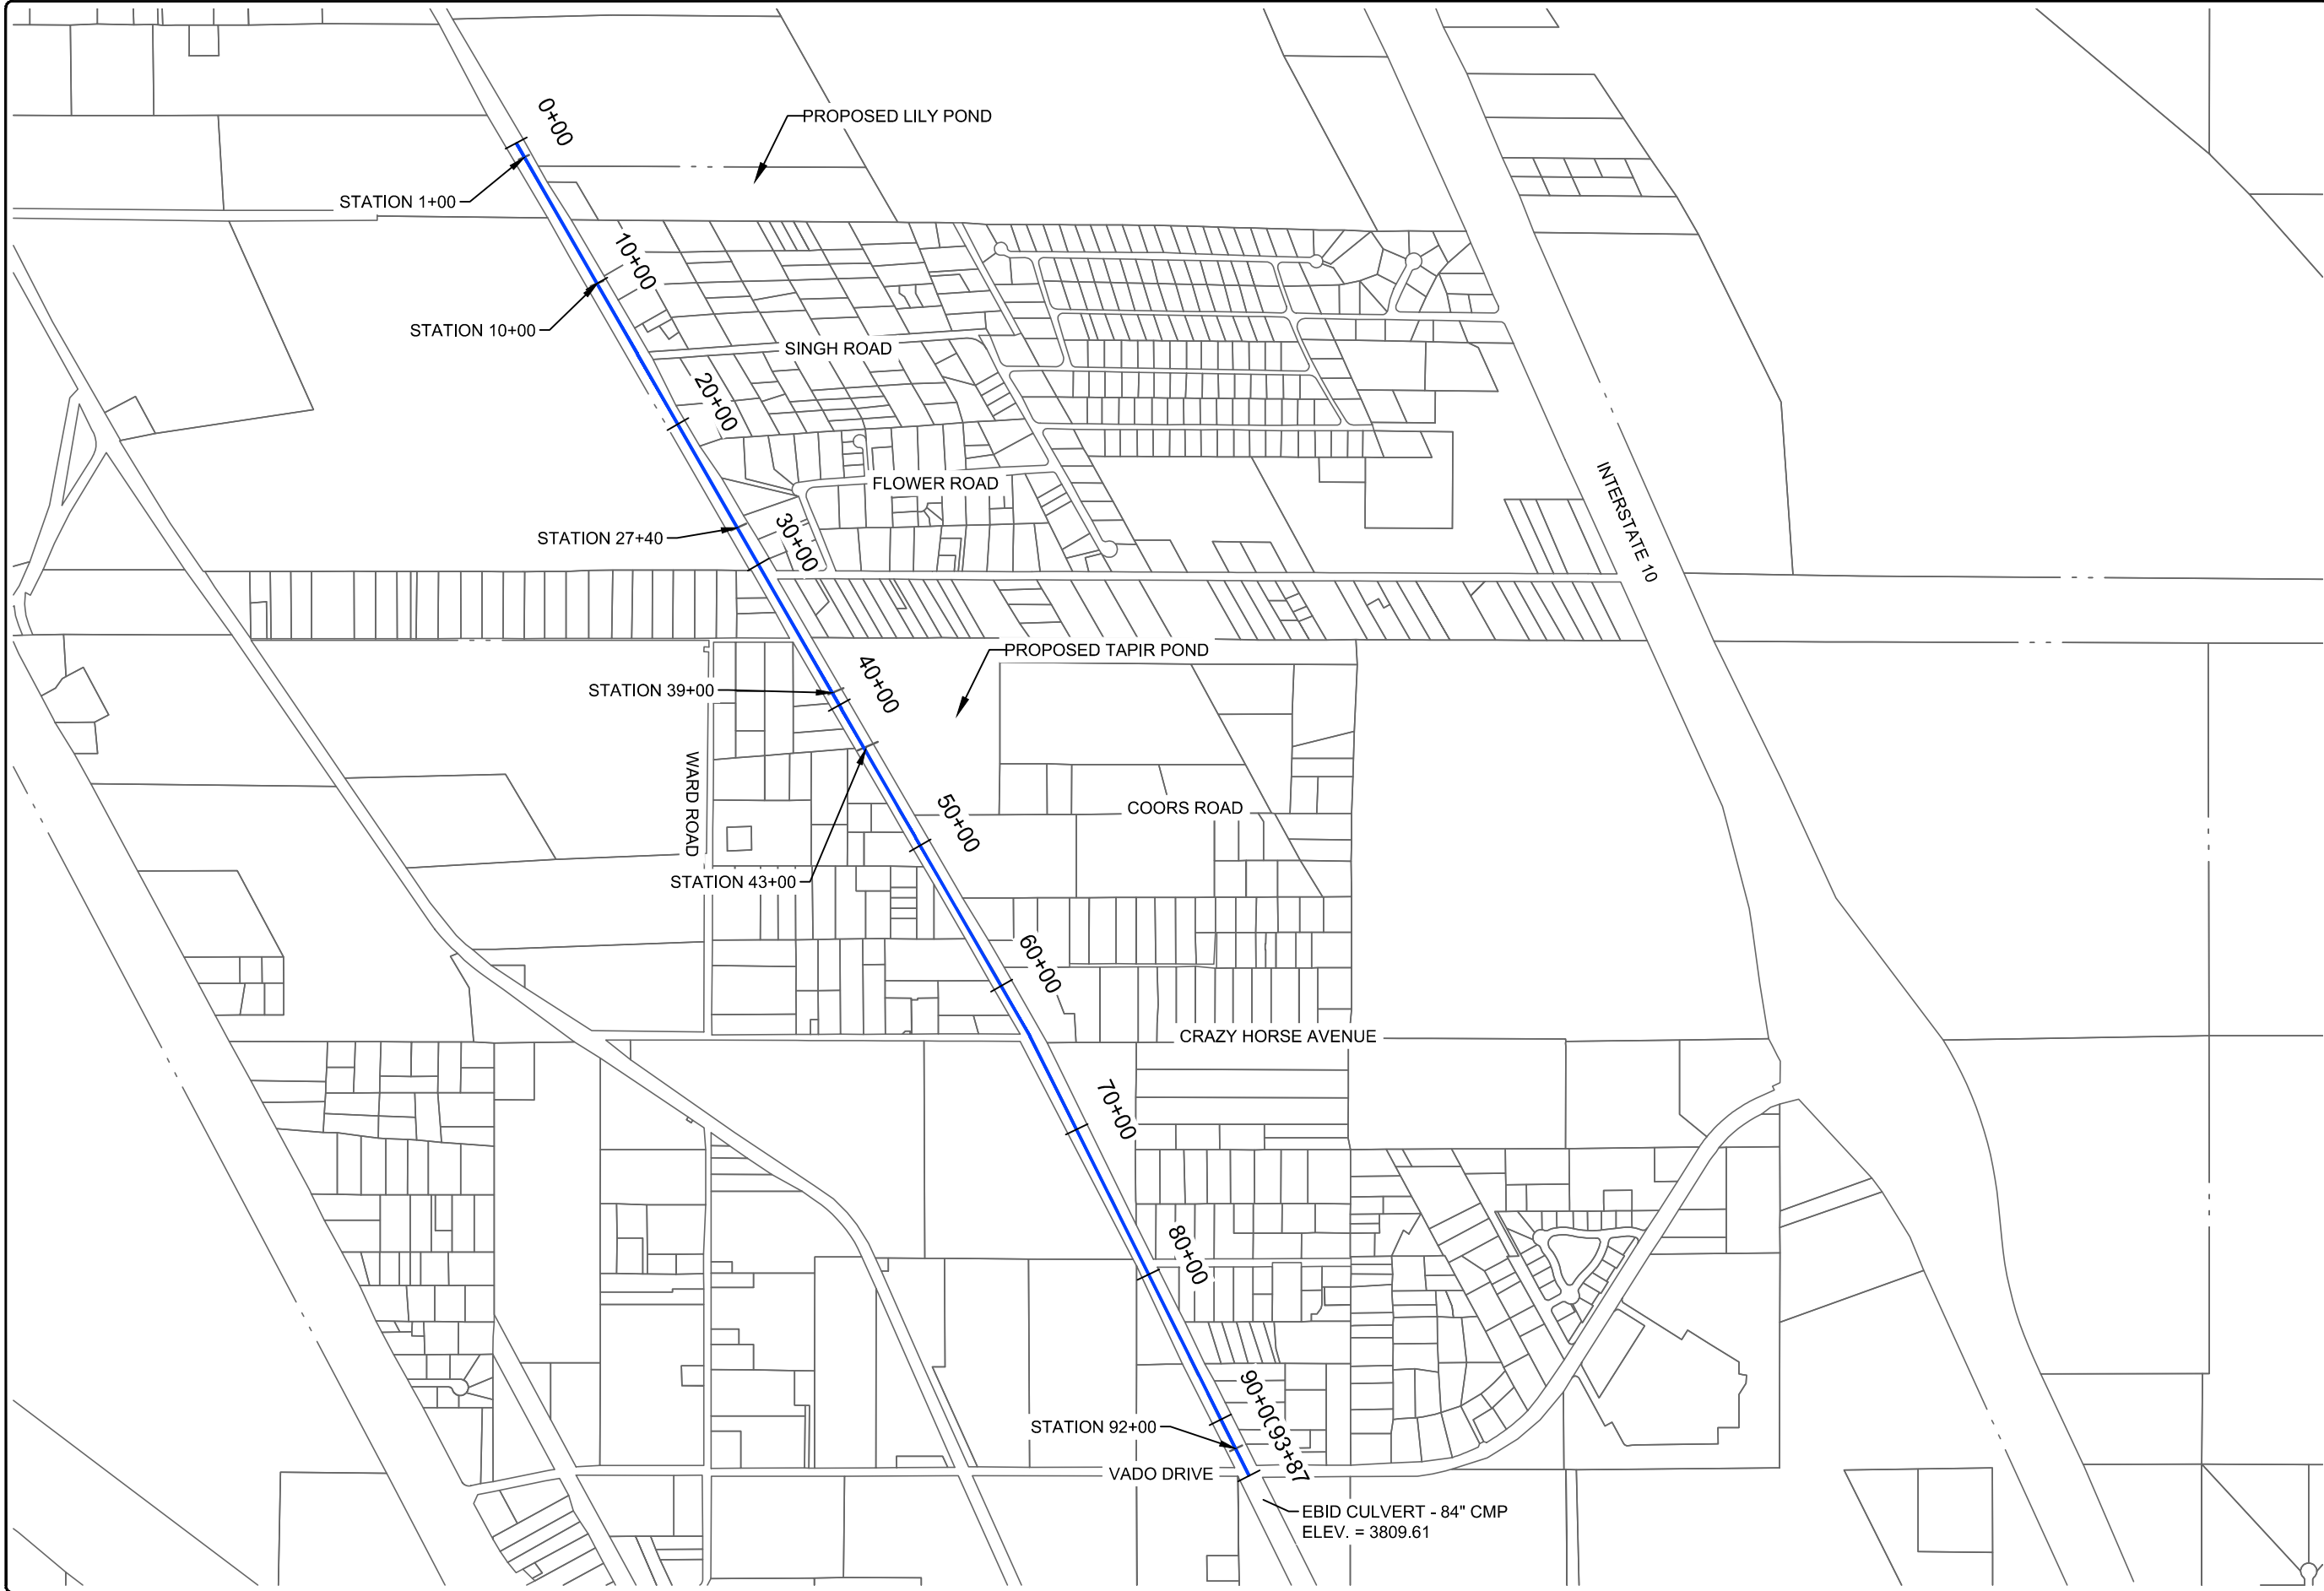 0+00
PROPOSED LILY POND
STATION 1+00
10+00
STATION 10+00
SINGH ROAD
20+00
FLOWER ROAD
INTERSTATE 10
STATION 27+40
30+00
PROPOSED TAPIR POND
40+00
STATION 39+00
WARD ROAD
50+00
COORS ROAD
STATION 43+00
60+00
CRAZY HORSE AVENUE
70+00
80+00
90+00
STATION 92+00
93+87
VADO DRIVE
EBID CULVERT - 84" CMP
ELEV. = 3809.61